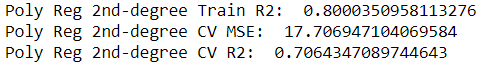 Poly Reg 2nd-degree Train R2:  0.8000350958113276
Poly Reg 2nd-degree CV MSE:  17.706947104069584
Poly Reg 2nd-degree CV R2:  0.7064347089744643